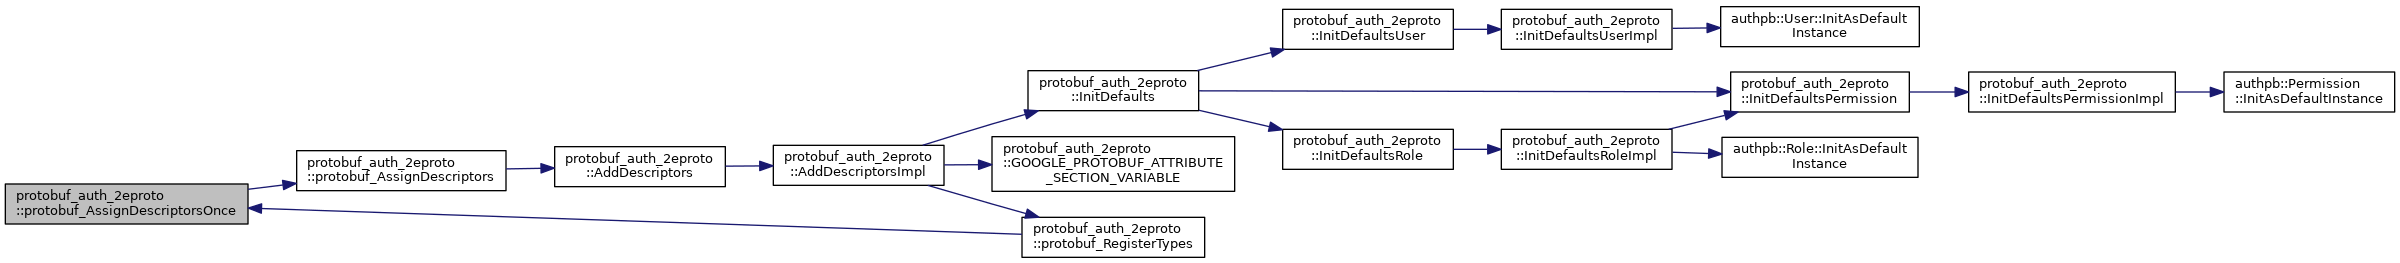 protobuf_auth_2eproto
::protobuf_AssignDescriptorsOnce
protobuf_auth_2eproto
::protobuf_AssignDescriptors
protobuf_auth_2eproto
::AddDescriptors
protobuf_auth_2eproto
::AddDescriptorsImpl
protobuf_auth_2eproto
::InitDefaults
protobuf_auth_2eproto
::GOOGLE_PROTOBUF_ATTRIBUTE
_SECTION_VARIABLE
protobuf_auth_2eproto
::protobuf_RegisterTypes
protobuf_auth_2eproto
::InitDefaultsUser
protobuf_auth_2eproto
::InitDefaultsUserImpl
authpb::User::InitAsDefault
Instance
protobuf_auth_2eproto
::InitDefaultsRole
protobuf_auth_2eproto
::InitDefaultsRoleImpl
protobuf_auth_2eproto
::InitDefaultsPermission
protobuf_auth_2eproto
::InitDefaultsPermissionImpl
authpb::Permission
::InitAsDefaultInstance
authpb::Role::InitAsDefault
Instance